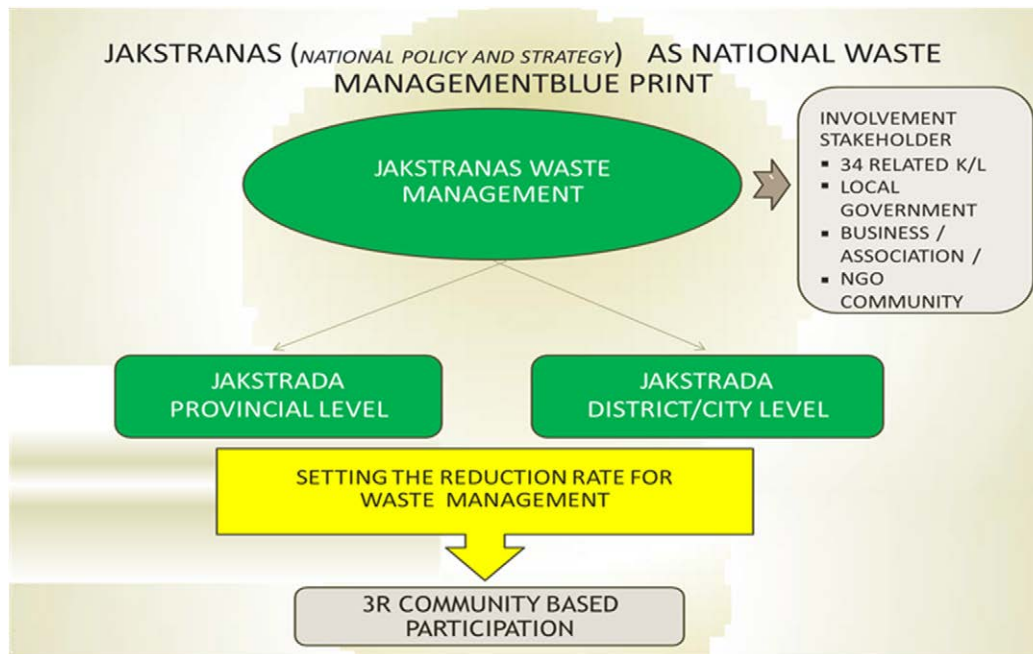 JAKSTRANAS (NATIONAL POLICY AND STRATEGY) AS NATIONAL WASTE
MANAGEMENTBLUE PRINT
JAKSTRANAS WASTE
MANAGEMENT
INVOLVEMENT
STAKEHOLDER
▪ 34 RELATED K/L
▪ LOCAL
GOVERNMENT
▪ BUSINESS /
▪ ASSOCIATION /
▪ NGO
COMMUNITY
JAKSTRADA
PROVINCIAL LEVEL
JAKSTRADA
DISTRICT/CITY LEVEL
SETTING THE REDUCTION RATE FOR
WASTE MANAGEMENT
3R COMMUNITY BASED
PARTICIPATION